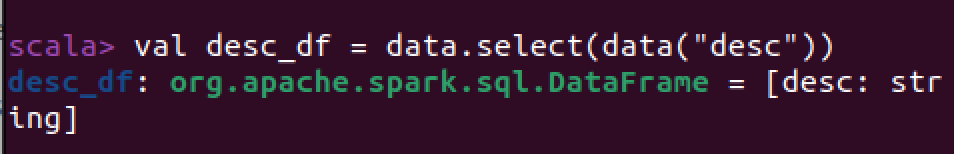 scala> val desc_df = data.select(data("desc"))
desc_df: org.apache.spark.sql.DataFrame = [desc: str
ing]